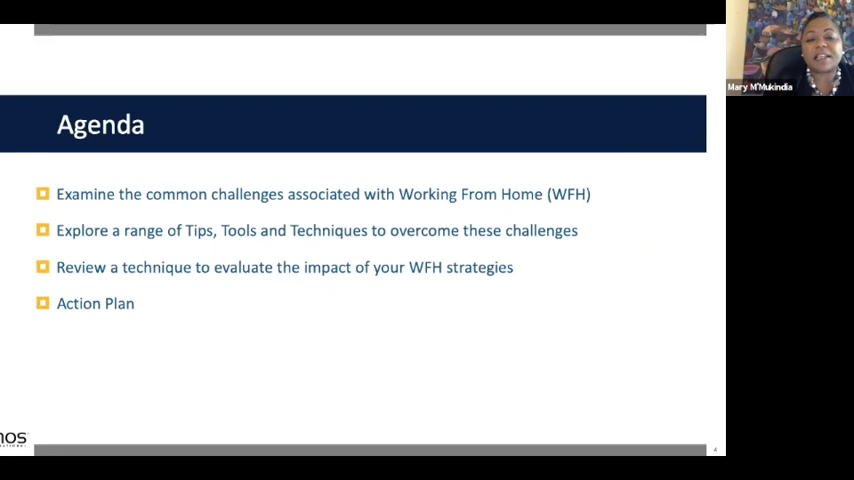 Agenda
Examine the common challenges associated with Working From Home (WFH)
Explore a range of Tips, Tools and Techniques to overcome these challenges
Review a technique to evaluate the impact of your WFH strategies
Action Plan
4
Mary M'Mukindia